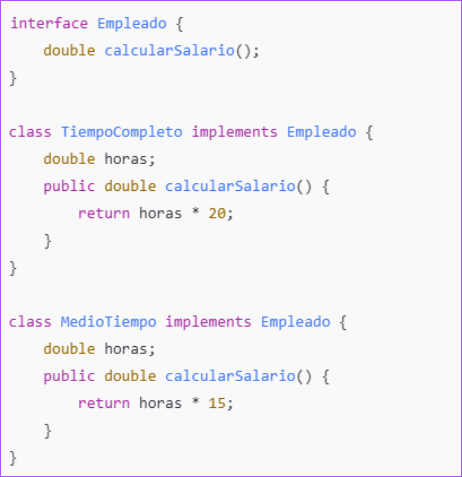 interface Empleado {
    double calcularSalario();
}

class TiempoCompleto implements Empleado {
    double horas;
    public double calcularSalario() {
        return horas * 20;
    }
}

class MedioTiempo implements Empleado {
    double horas;
    public double calcularSalario() {
        return horas * 15;
    }
}